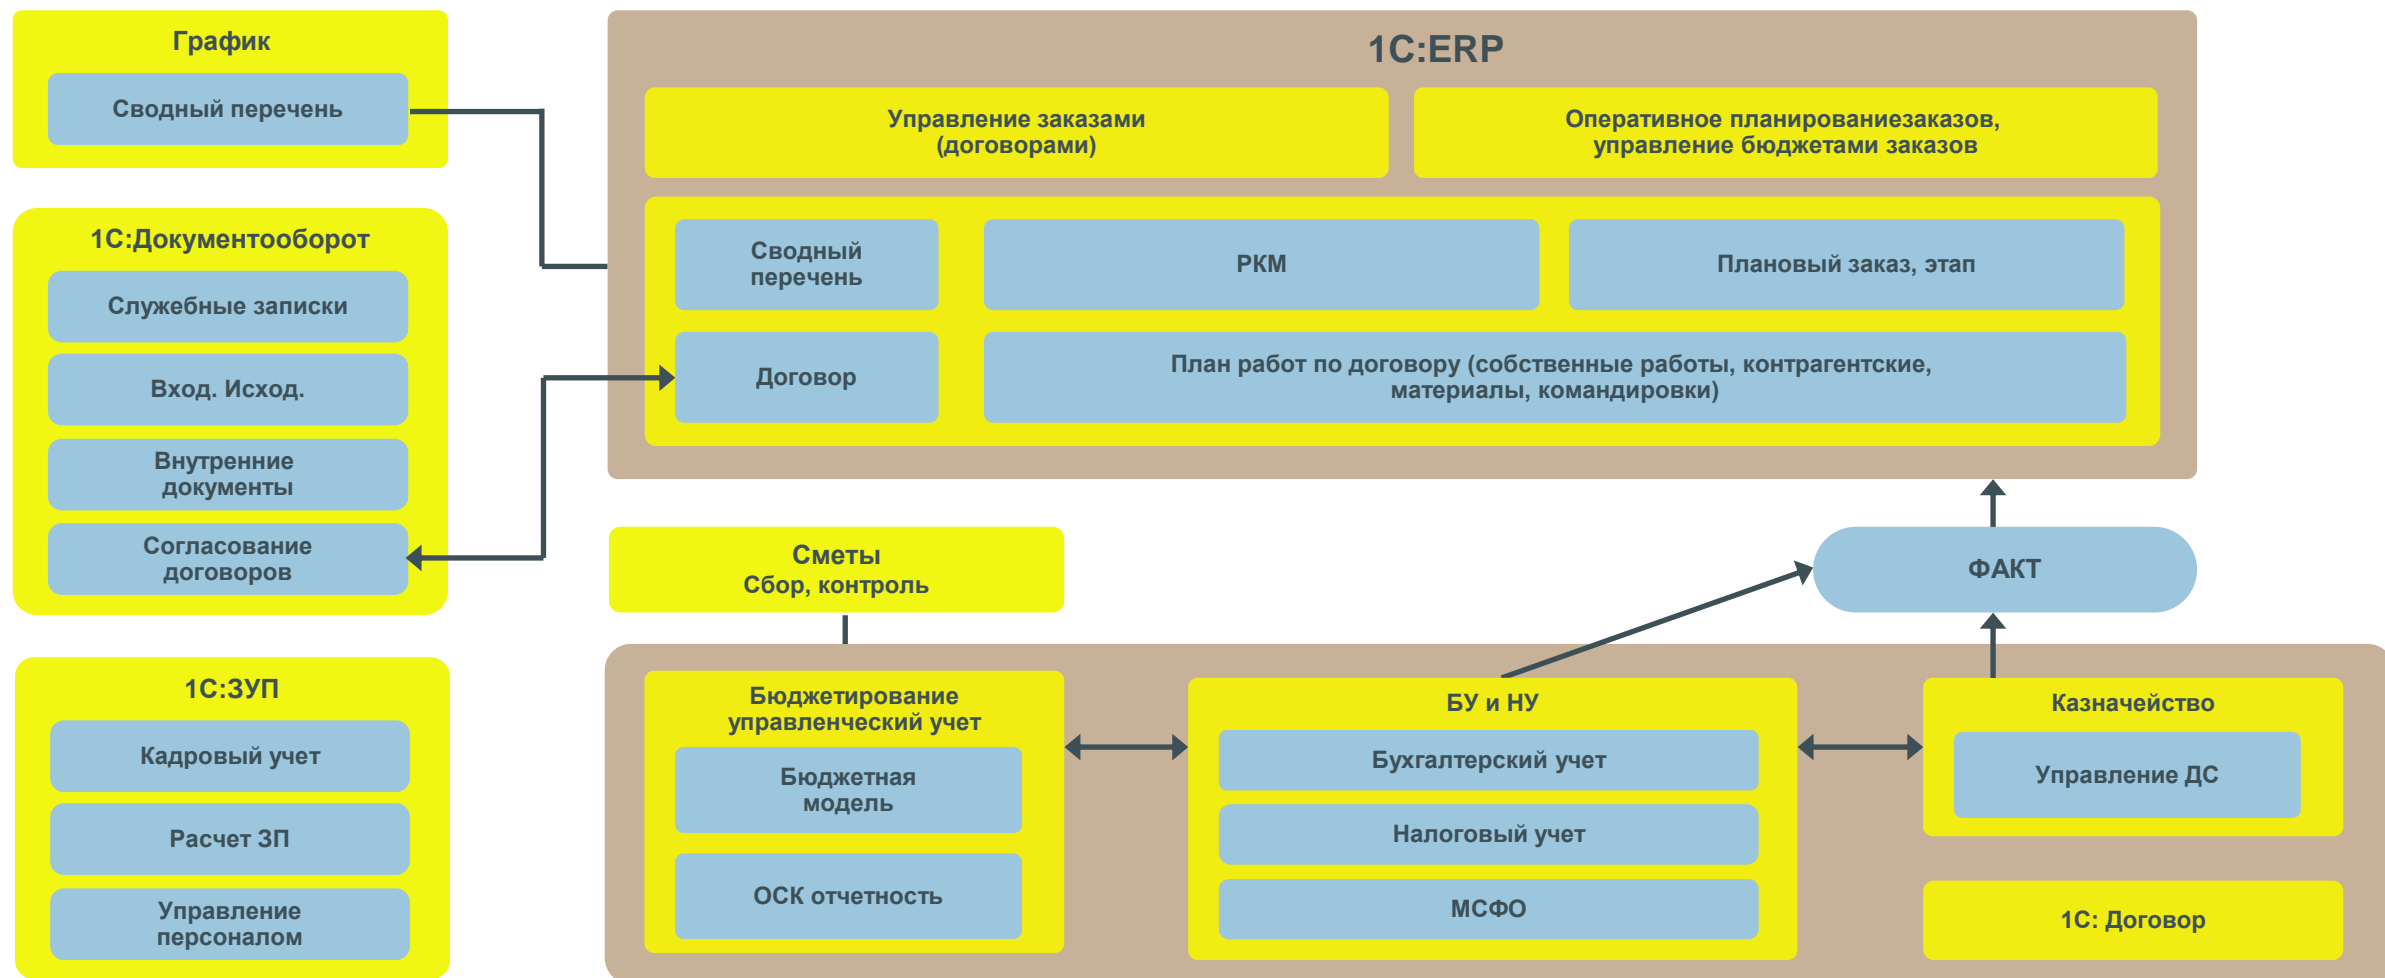 График
Сводный перечень
1С:Документооборот
Служебные записки
Вход. Исход.
Внутренние
документы
Согласование
договоров
1С:ЗУП
Кадровый учет
Расчет ЗП
Управление
персоналом
1С:ERP
Управление заказами
(договорами)
Оперативное планированиезаказов,
управление бюджетами заказов
Сводный
перечень
РКМ
Плановый заказ, этап
Договор
План работ по договору (собственные работы, контрагентские,
материалы, командировки)
Сметы
Сбор, контроль
ФАКТ
Бюджетирование
управленческий учет
Бюджетная
модель
ОСК отчетность
БУ и НУ
Бухгалтерский учет
Налоговый учет
МСФО
Казначейство
Управление ДС
1С: Договор